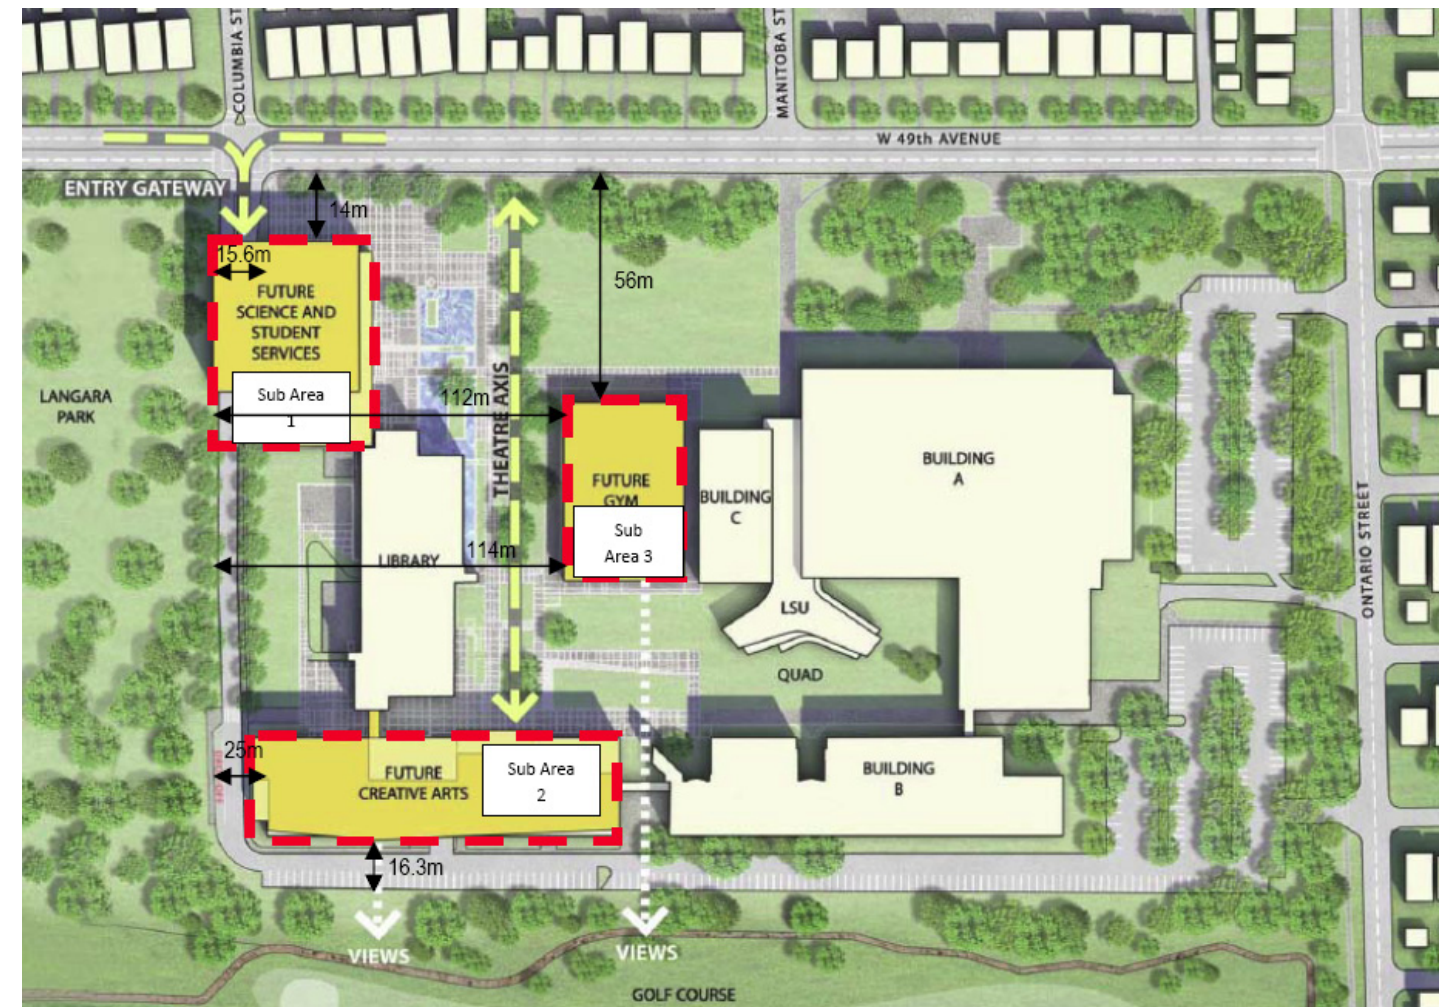 COLUMBIA ST
MANITOBA ST
W 49th AVENUE
ENTRY GATEWAY
14m
15.6m
FUTURE
SCIENCE AND
STUDENT
SERVICES
56m
LANGARA
PARK
Sub Area
1
112m
THEATRE AXIS
FUTURE
GYM
BUILDING
C
BUILDING
A
Sub
Area 3
114m
LIBRARY
LSU
ONTARIO STREET
QUAD
25m
DROP OFF
FUTURE
CREATIVE ARTS
Sub Area
2
BUILDING
B
16.3m
VIEWS
VIEWS
GOLF COURSE